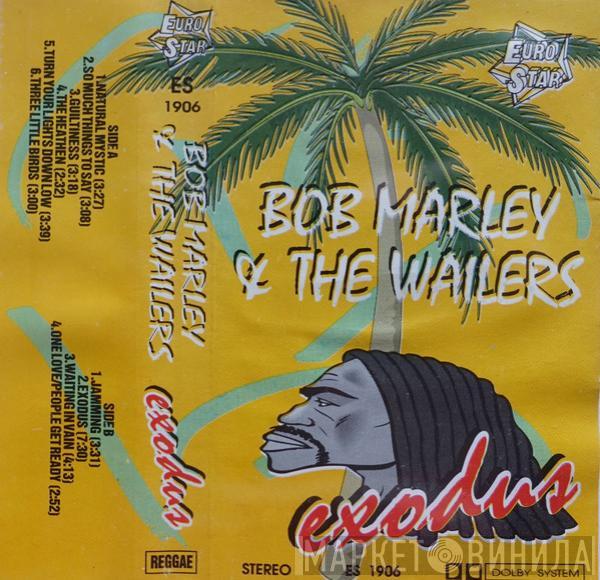 SIDE A
1.NATURAL MYSTIC (3:27)
2.SO MUCH THINGS TO SAY (3:08)
3.GUILTINESS (3:18)
4.THE HEATHEN (2:32)
5.TURN YOUR LIGHTS DOWN LOW (3:39)
6.THREE LITTLE BIRDS (3:00)
SIDE B
1.JAMMING (3:31)
2.EXODUS (7:30)
3.WAITING IN VAIN (4:13)
4.ONE LOVE/PEOPLE GET READY (2:52)
EURO
STAR
ES
1906
BOB MARLEY
& THE WAILERS
exodus
REGGAE
EURO
STAR
BOB MARLEY
& THE WAILERS
exodus
МАРКЕТ ВИНИЛА
STEREO
ES 1906
DOLBY SYSTEM